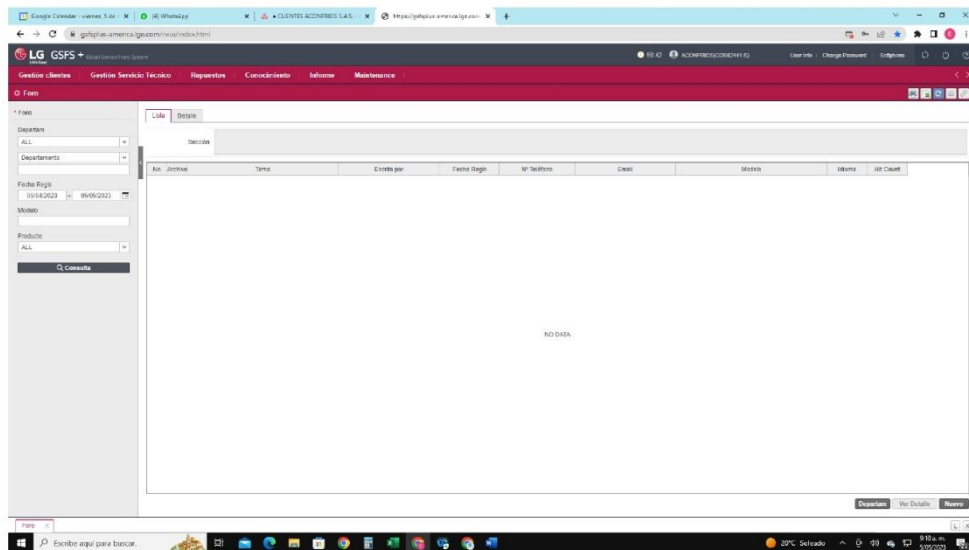 Google Calendar - viernes, 5 de
(4) WhatsApp
CLIENTES ACCONFRIOS S.A.S.
https://gsfsplus-america.lge.com
gsfsplus-america.lge.com/nxui/index.html
LG GSFS +
ACONFRIOS
User Info | Change Password | Softphone
Gestión clientes Gestión Servicio Técnico Repuestos Conocimiento Informe Maintenance
Foro
* Foro
Lista Detalle
Departam
ALL
Sección
Departamento
No Archivo Tema Escrito por Fecha Regis Nº Teléfono Email Modelo Idioma Hit Count
Fecha Regis
05/04/2023 - 05/05/2023
Modelo
Producto
ALL
Consulta
NO DATA
Departam Ver Detalle Nuevo
Foro
Escribe aquí para buscar.
20°C Soleado
9:10 a. m.
5/05/2023